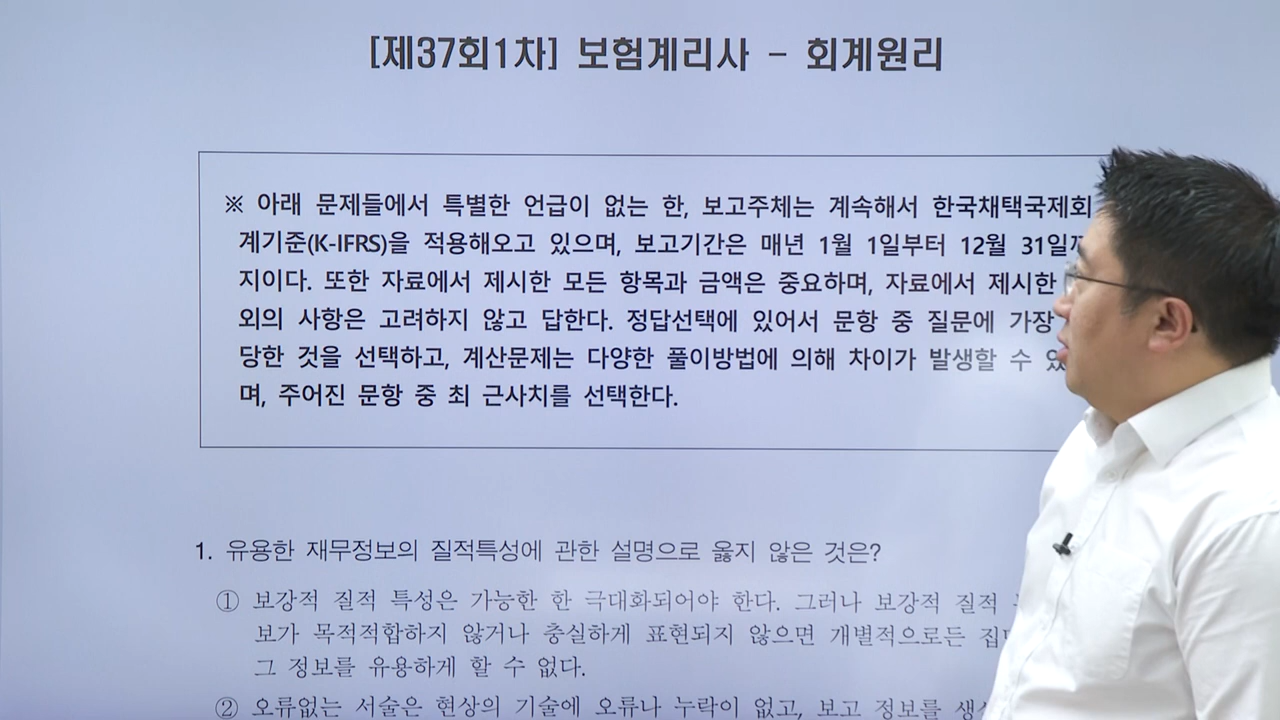 [제37회1차] 보험계리사 - 회계원리
※ 아래 문제들에서 특별한 언급이 없는 한, 보고주체는 계속해서 한국채택국제회
계기준(K-IFRS)을 적용해오고 있으며, 보고기간은 매년 1월 1일부터 12월 31일까
지이다. 또한 자료에서 제시한 모든 항목과 금액은 중요하며, 자료에서 제시한
외의 사항은 고려하지 않고 답한다. 정답선택에 있어서 문항 중 질문에 가장
당한 것을 선택하고, 계산문제는 다양한 풀이방법에 의해 차이가 발생할 수 있
며, 주어진 문항 중 최 근사치를 선택한다.
1. 유용한 재무정보의 질적특성에 관한 설명으로 옳지 않은 것은?
① 보강적 질적 특성은 가능한 한 극대화되어야 한다. 그러나 보강적 질적
보가 목적적합하지 않거나 충실하게 표현되지 않으면 개별적으로든
그 정보를 유용하게 할 수 없다.
② 오류없는 서술은 현상의 기술에 오류나 누락이 없고, 보고 정보를